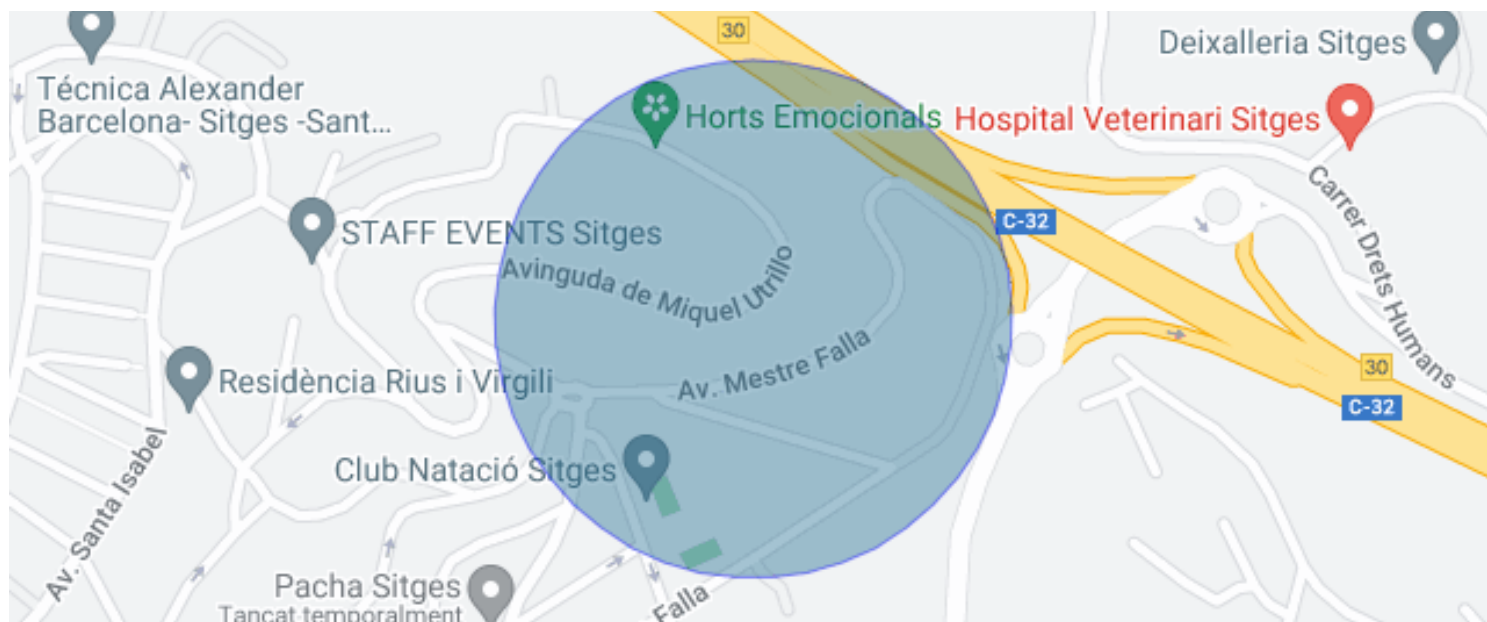 30
Deixalleria Sitges
Técnica Alexander
Barcelona- Sitges -Sant...
Horts Emocionals
Hospital Veterinari Sitges
Carrer Drets Humans
STAFF EVENTS Sitges
C-32
Avinguda de Miquel Utrillo
Av. Mestre Falla
30
C-32
Residència Rius i Virgili
Av. Santa Isabel
Club Natació Sitges
Pacha Sitges
Tancat temporalment
Falla